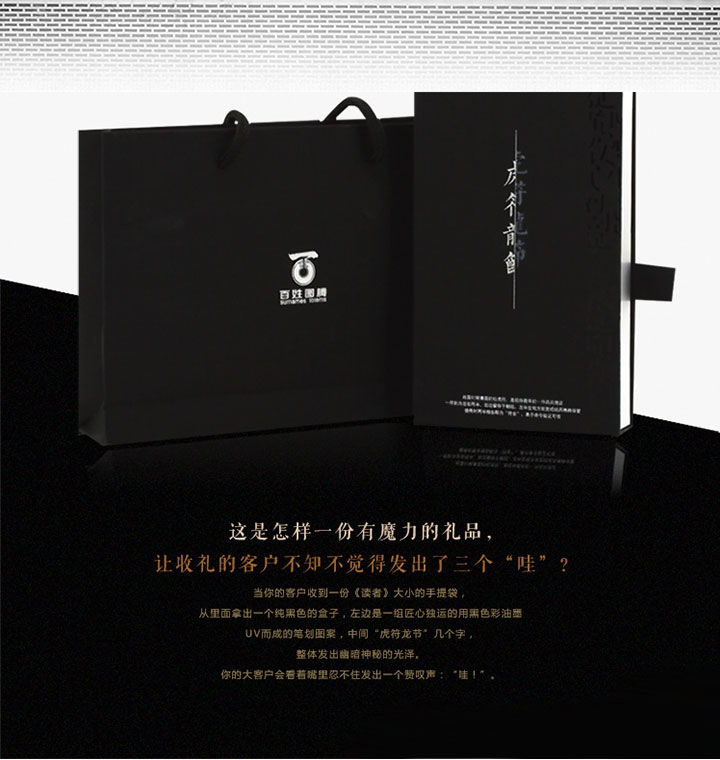 百姓图腾
surnames totems
虎符龍節
这是怎样一份有魔力的礼品，
让收礼的客户不知不觉得发出了三个“哇”？
当你的客户收到一份《读者》大小的手提袋，
从里面拿出一个纯黑色的盒子，左边是一组匠心独运的用黑色彩油墨
UV而成的笔划图案，中间“虎符龙节”几个字，
整体发出幽暗神秘的光泽。
你的大客户会看着嘴里忍不住发出一个赞叹声：“哇！”。